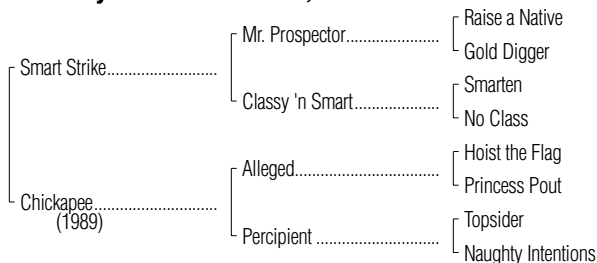 Raise a Native
Mr. Prospector....................
Gold Digger
Smart Strike........................
Smarten
Classy 'n Smart..................
No Class
Hoist the Flag
Alleged...............................
Princess Pout
Chickapee..........................
(1989)
Topsider
Percipient ..........................
Naughty Intentions